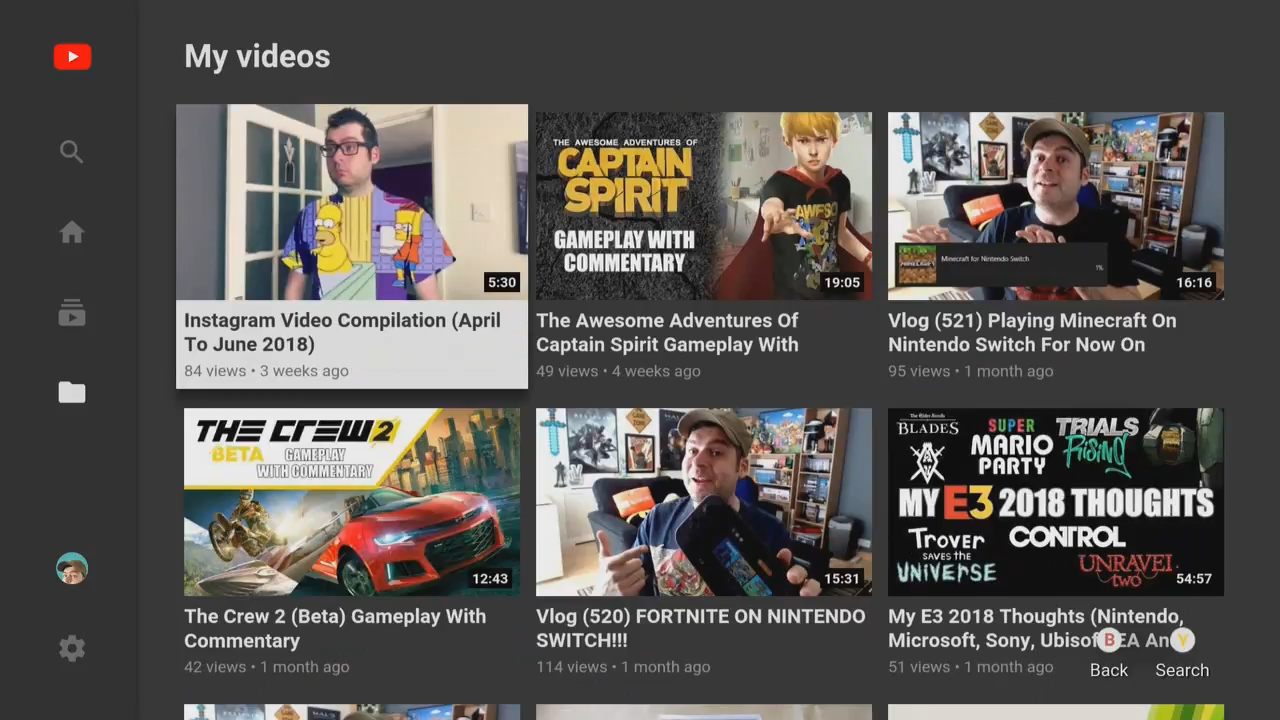 My videos
5:30
Instagram Video Compilation (April
To June 2018)
84 views • 3 weeks ago
THE AWESOME ADVENTURES OF
CAPTAIN
SPIRIT
GAMEPLAY WITH
COMMENTARY
19:05
The Awesome Adventures Of
Captain Spirit Gameplay With
49 views • 4 weeks ago
Minecraft for Nintendo Switch
1%
16:16
Vlog (521) Playing Minecraft On
Nintendo Switch For Now On
95 views • 1 month ago
THE CREW 2
BETA
GAMEPLAY
WITH COMMENTARY
12:43
The Crew 2 (Beta) Gameplay With
Commentary
42 views • 1 month ago
15:31
Vlog (520) FORTNITE ON NINTENDO
SWITCH!!!
114 views • 1 month ago
The Elder Scrolls
BLADES
SUPER
MARIO
PARTY
TRIALS
RISING
MY E3 2018 THOUGHTS
TROVER
SAVES THE
UNIVERSE
CONTROL
UNRAVEL
TWO
54:57
My E3 2018 Thoughts (Nintendo,
Microsoft, Sony, Ubisoft, EA An
51 views • 1 month ago
B
Y
Back
Search